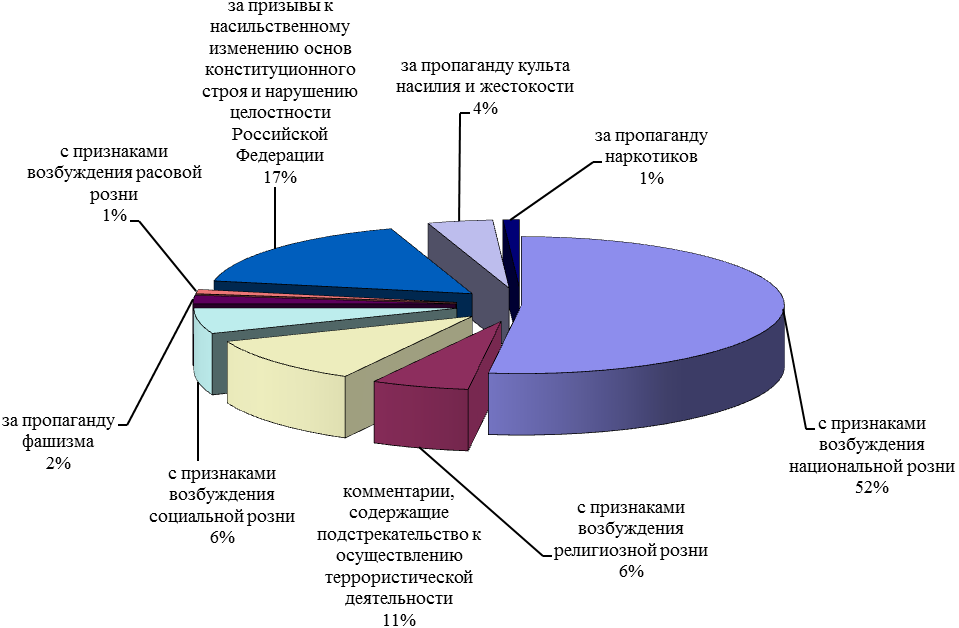 за призывы к
насильственному
изменению основ
конституционного
строя и нарушению
целостности
Российской
Федерации
17%
за пропаганду культа
насилия и жестокости
4%
за пропаганду
наркотиков
1%
с признаками
возбуждения расовой
розни
1%
за пропаганду
фашизма
2%
с признаками
возбуждения
социальной розни
6%
комментарии,
содержащие
подстрекательство к
осуществлению
террористической
деятельности
11%
с признаками
возбуждения
религиозной розни
6%
с признаками
возбуждения
национальной розни
52%